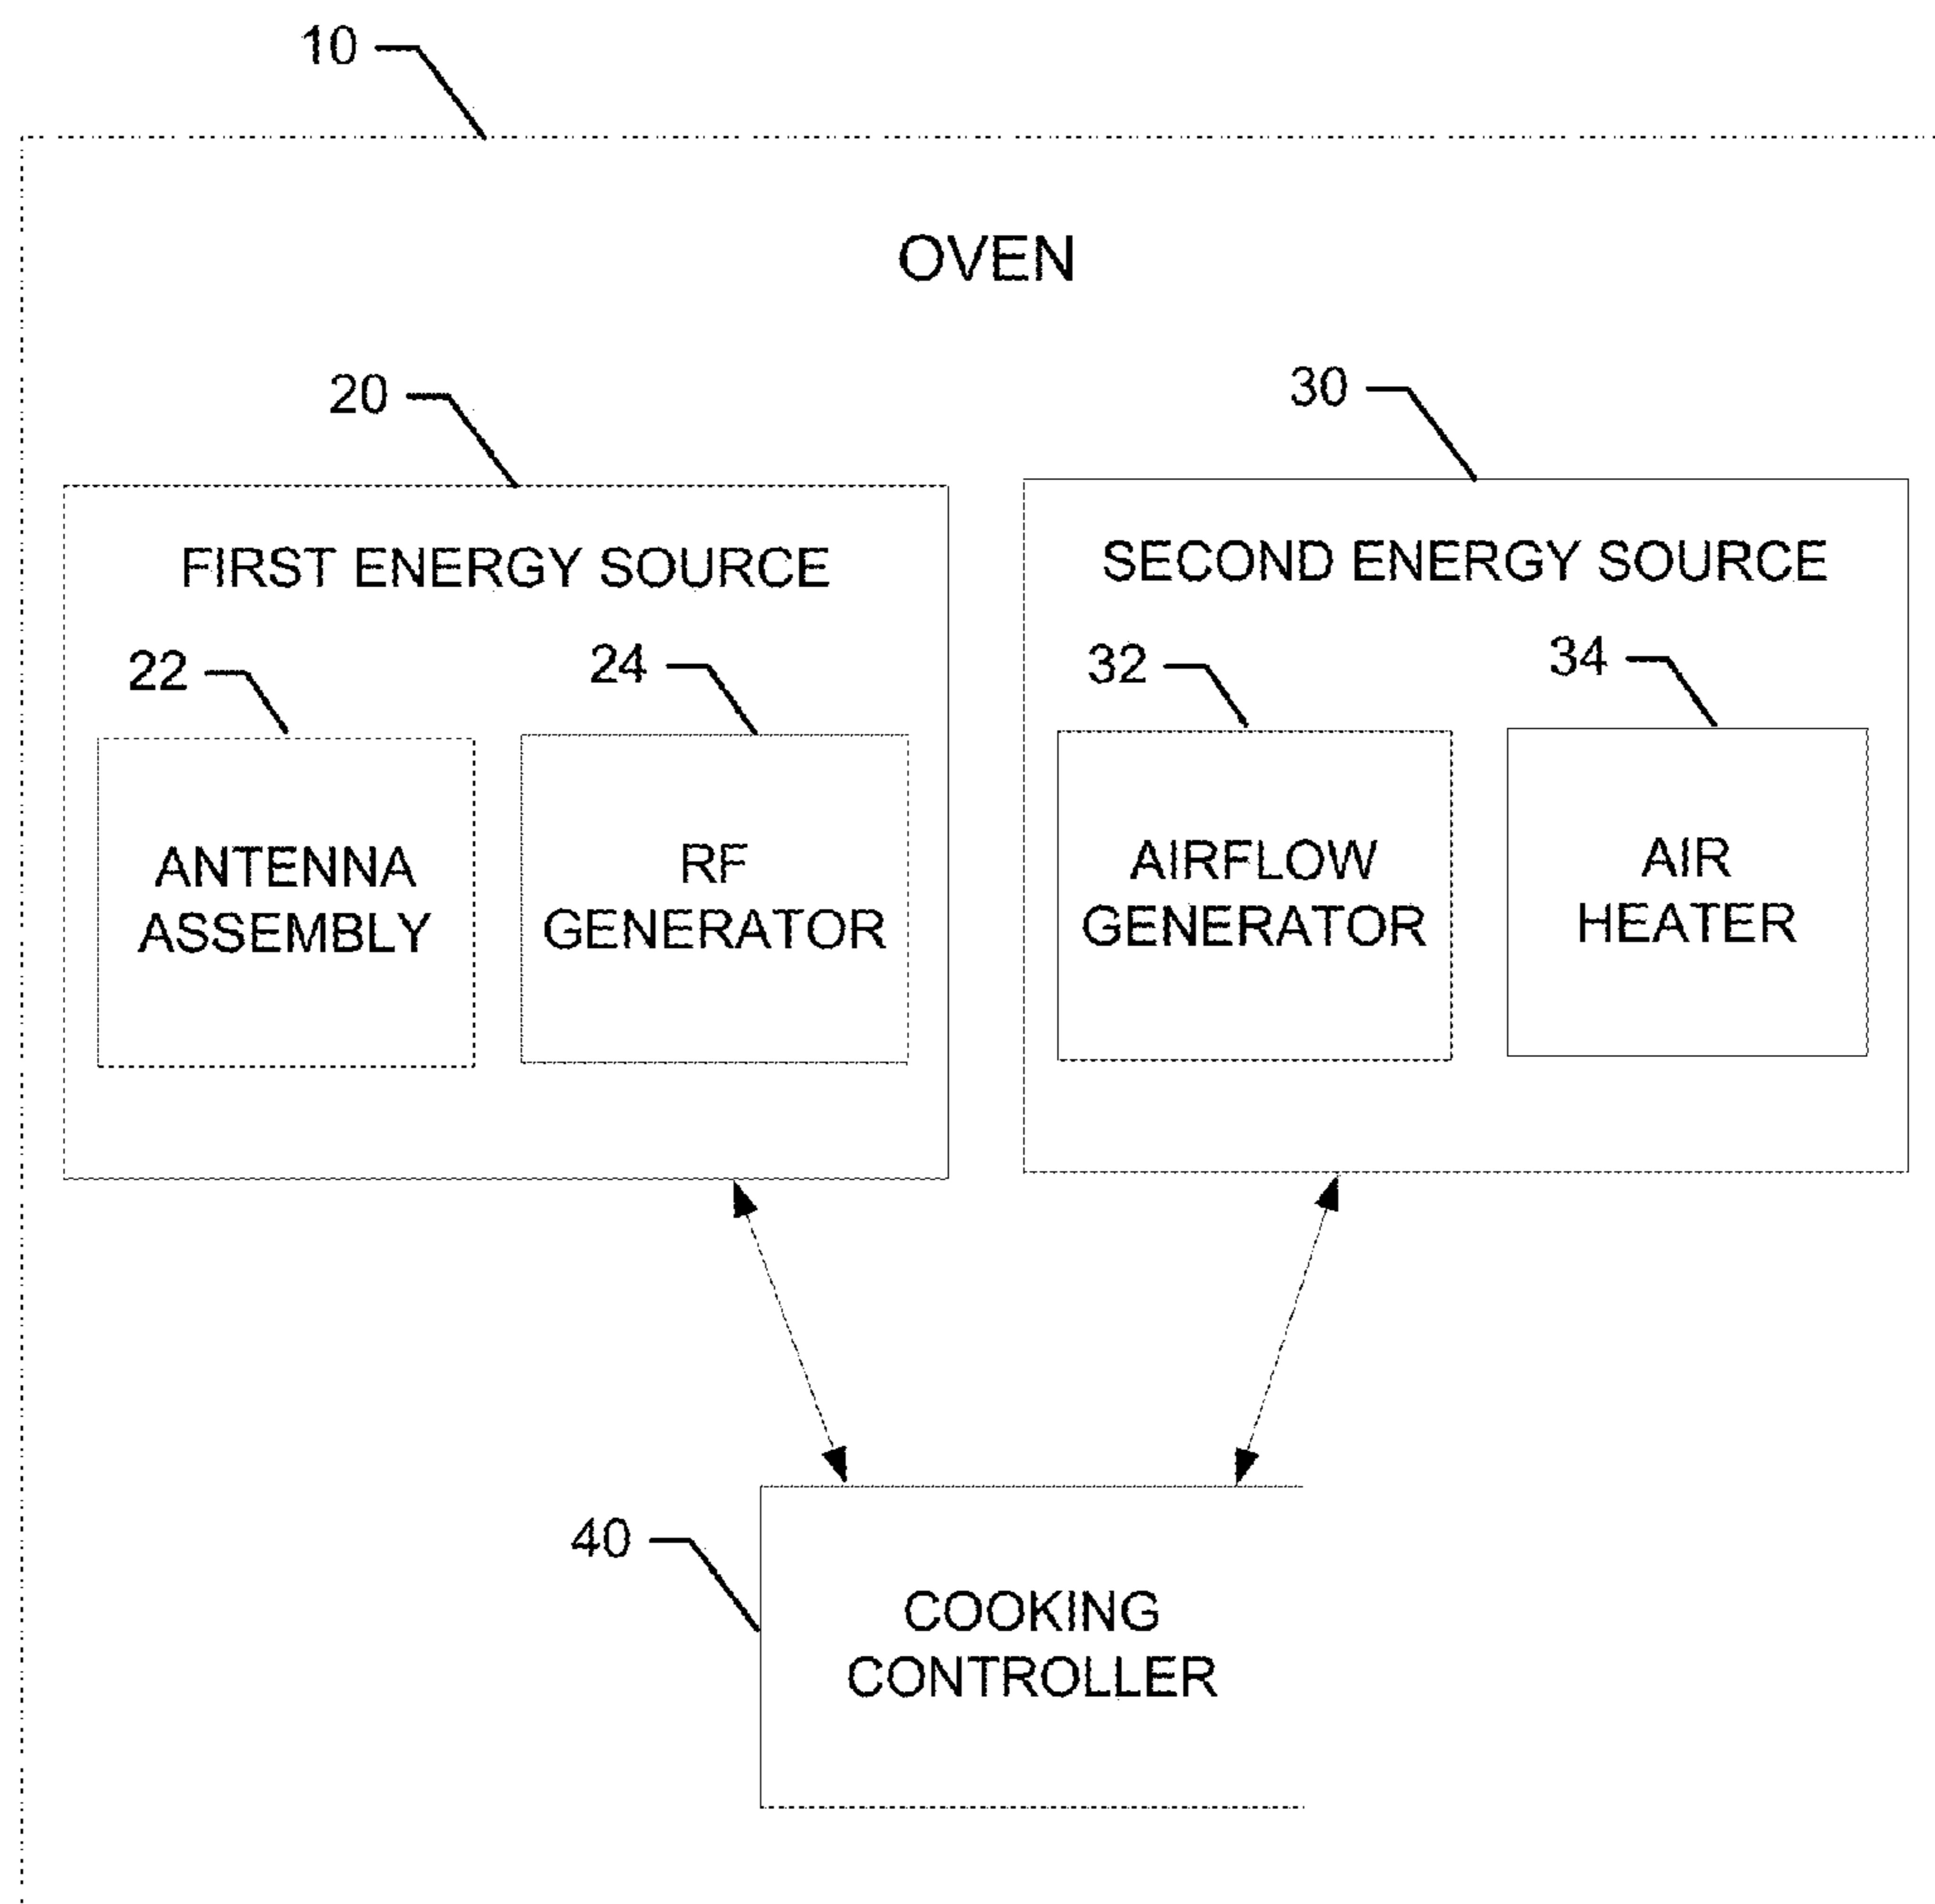 10
OVEN
20
30
FIRST ENERGY SOURCE
SECOND ENERGY SOURCE
22
24
32
34
ANTENNA
ASSEMBLY
RF
GENERATOR
AIRFLOW
GENERATOR
AIR
HEATER
40
COOKING
CONTROLLER